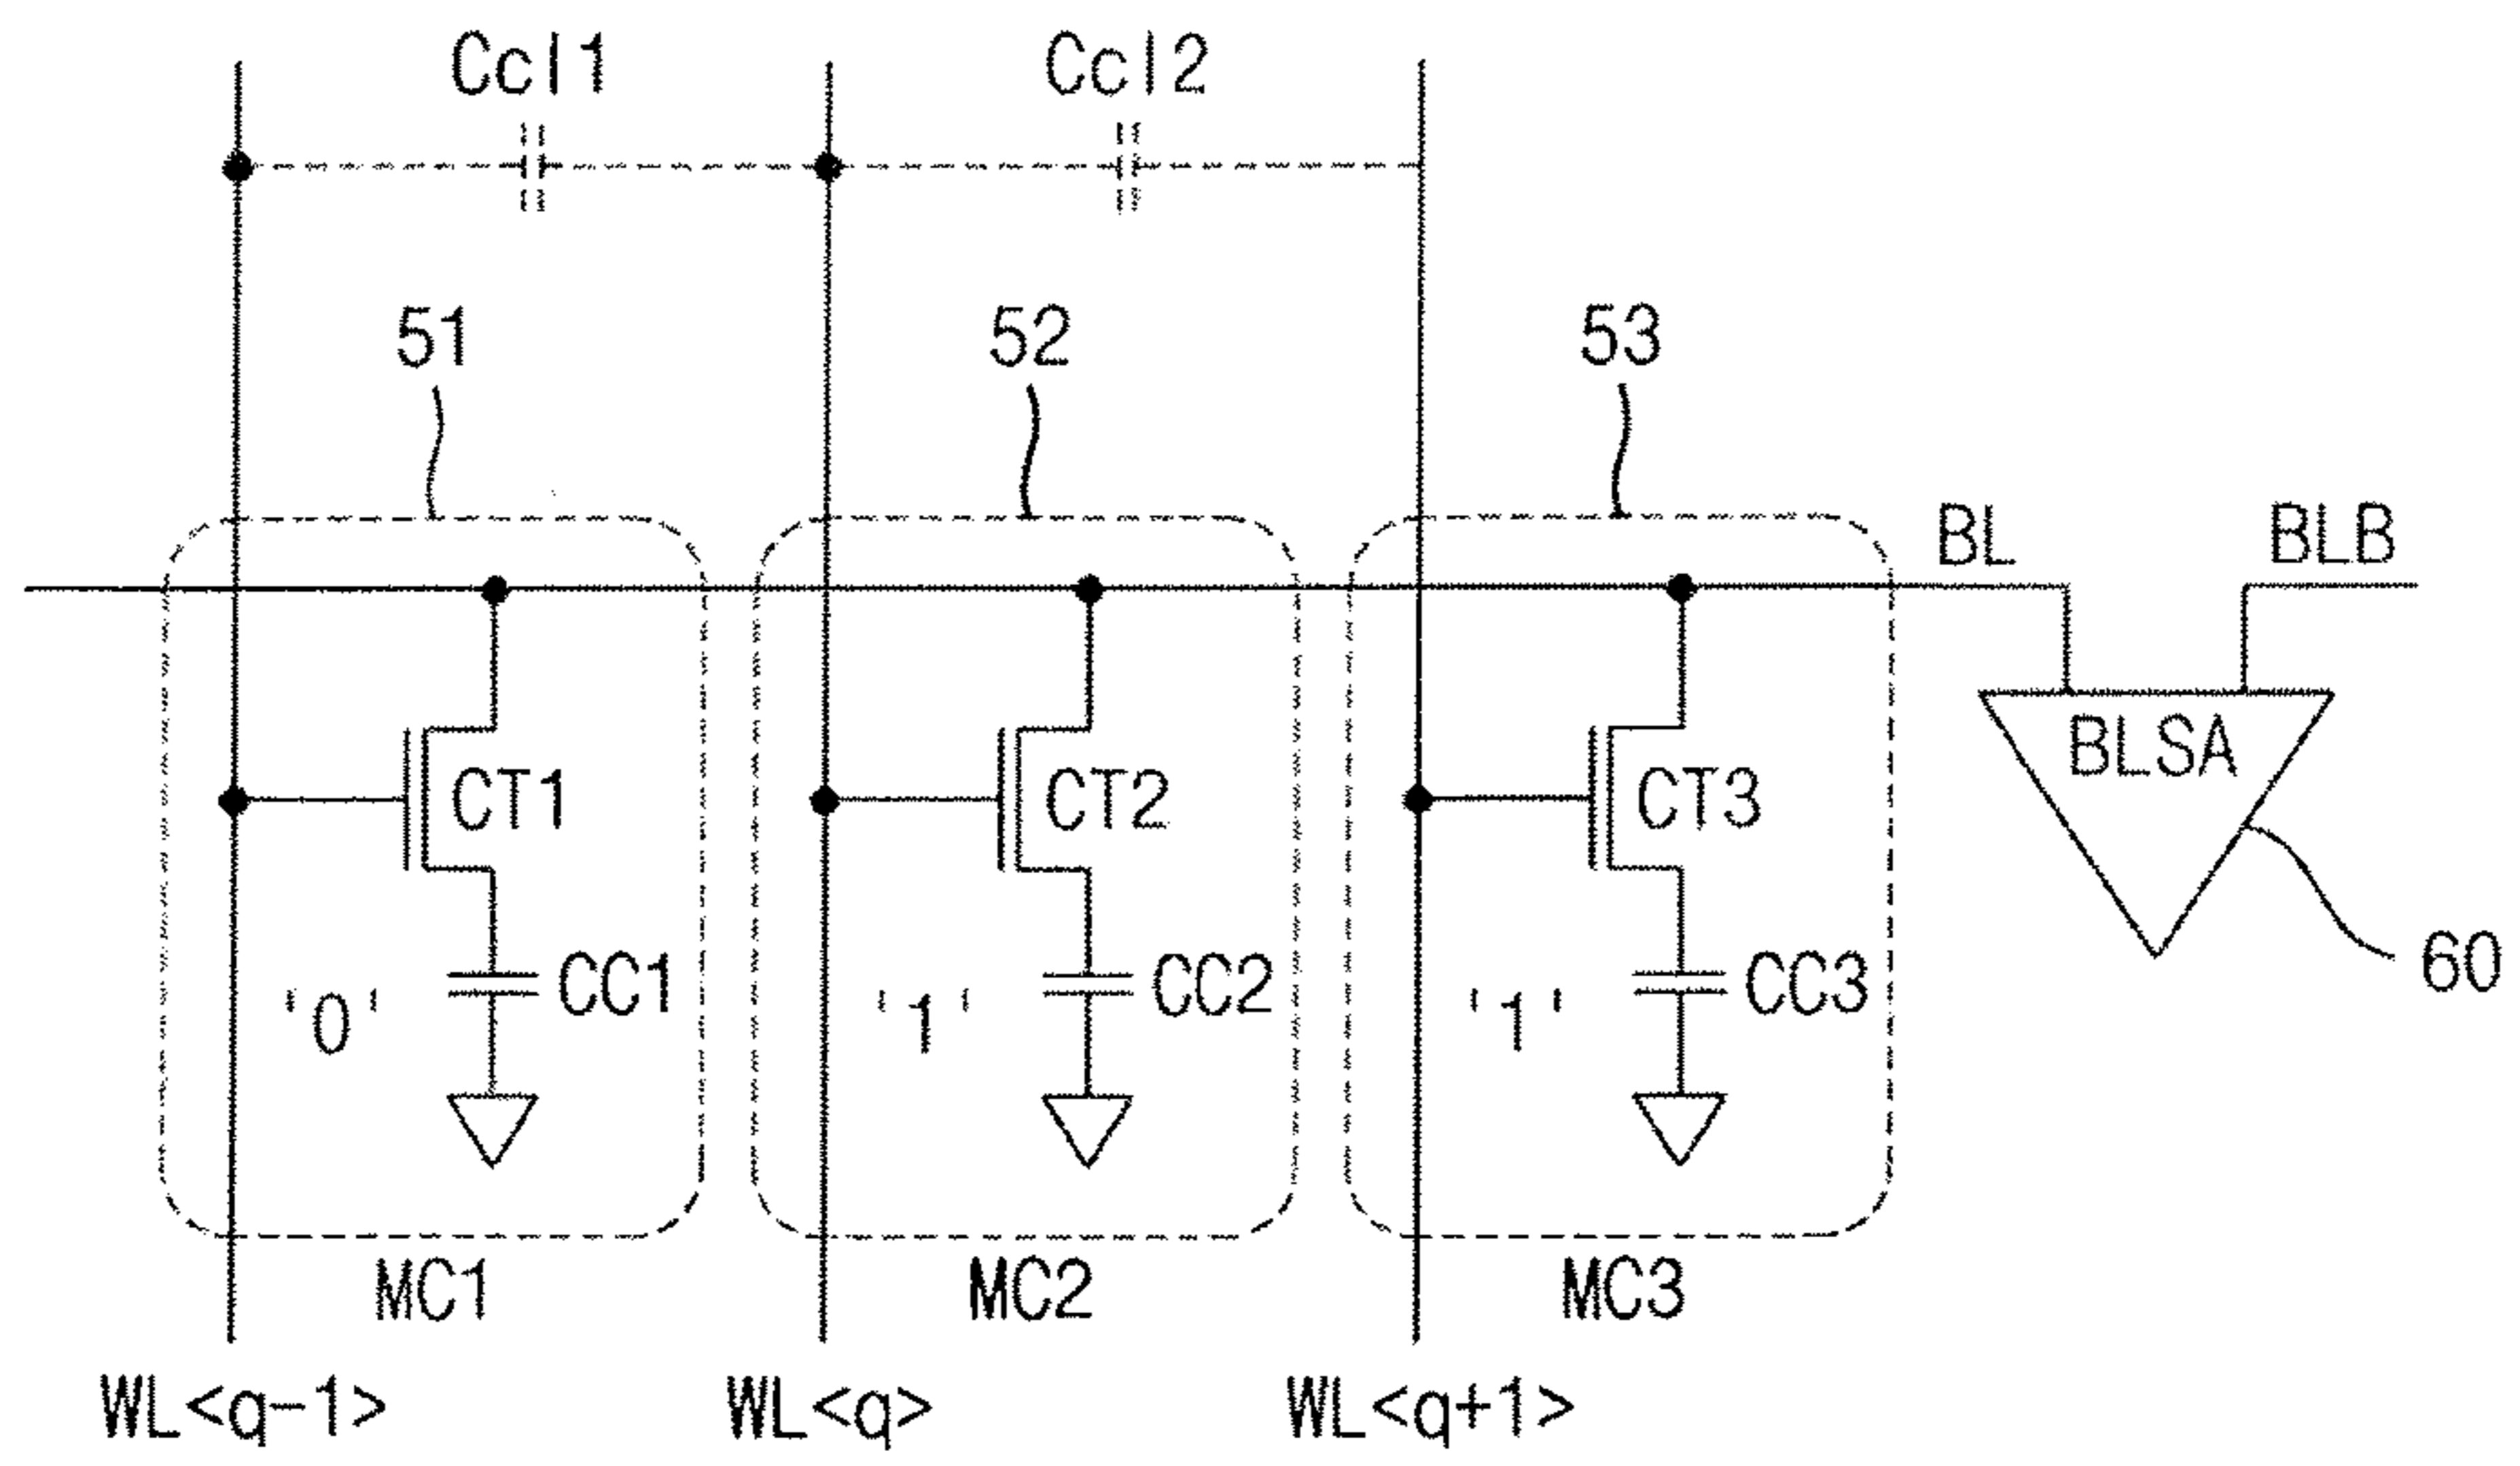 Ccl1 Ccl2
51 52 53
BL BLB
BLSA
CT1 CT2 CT3
60
CC1 CC2 CC3
'0' '1' '1'
MC1 MC2 MC3
WL<q-1> WL<q> WL<q+1>